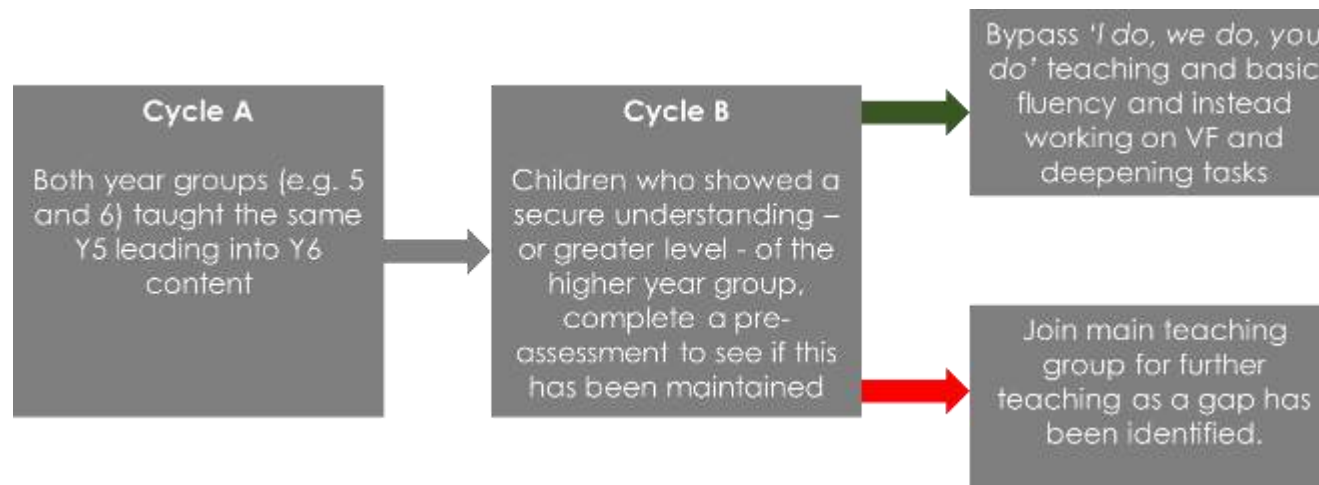 Cycle A
Both year groups (e.g. 5
and 6) taught the same
Y5 leading into Y6
content
Cycle B
Children who showed a
secure understanding –
or greater level - of the
higher year group,
complete a pre-
assessment to see if this
has been maintained
Bypass ‘I do, we do, you
do’ teaching and basic
fluency and instead
working on VF and
deepening tasks
Join main teaching
group for further
teaching as a gap has
been identified.